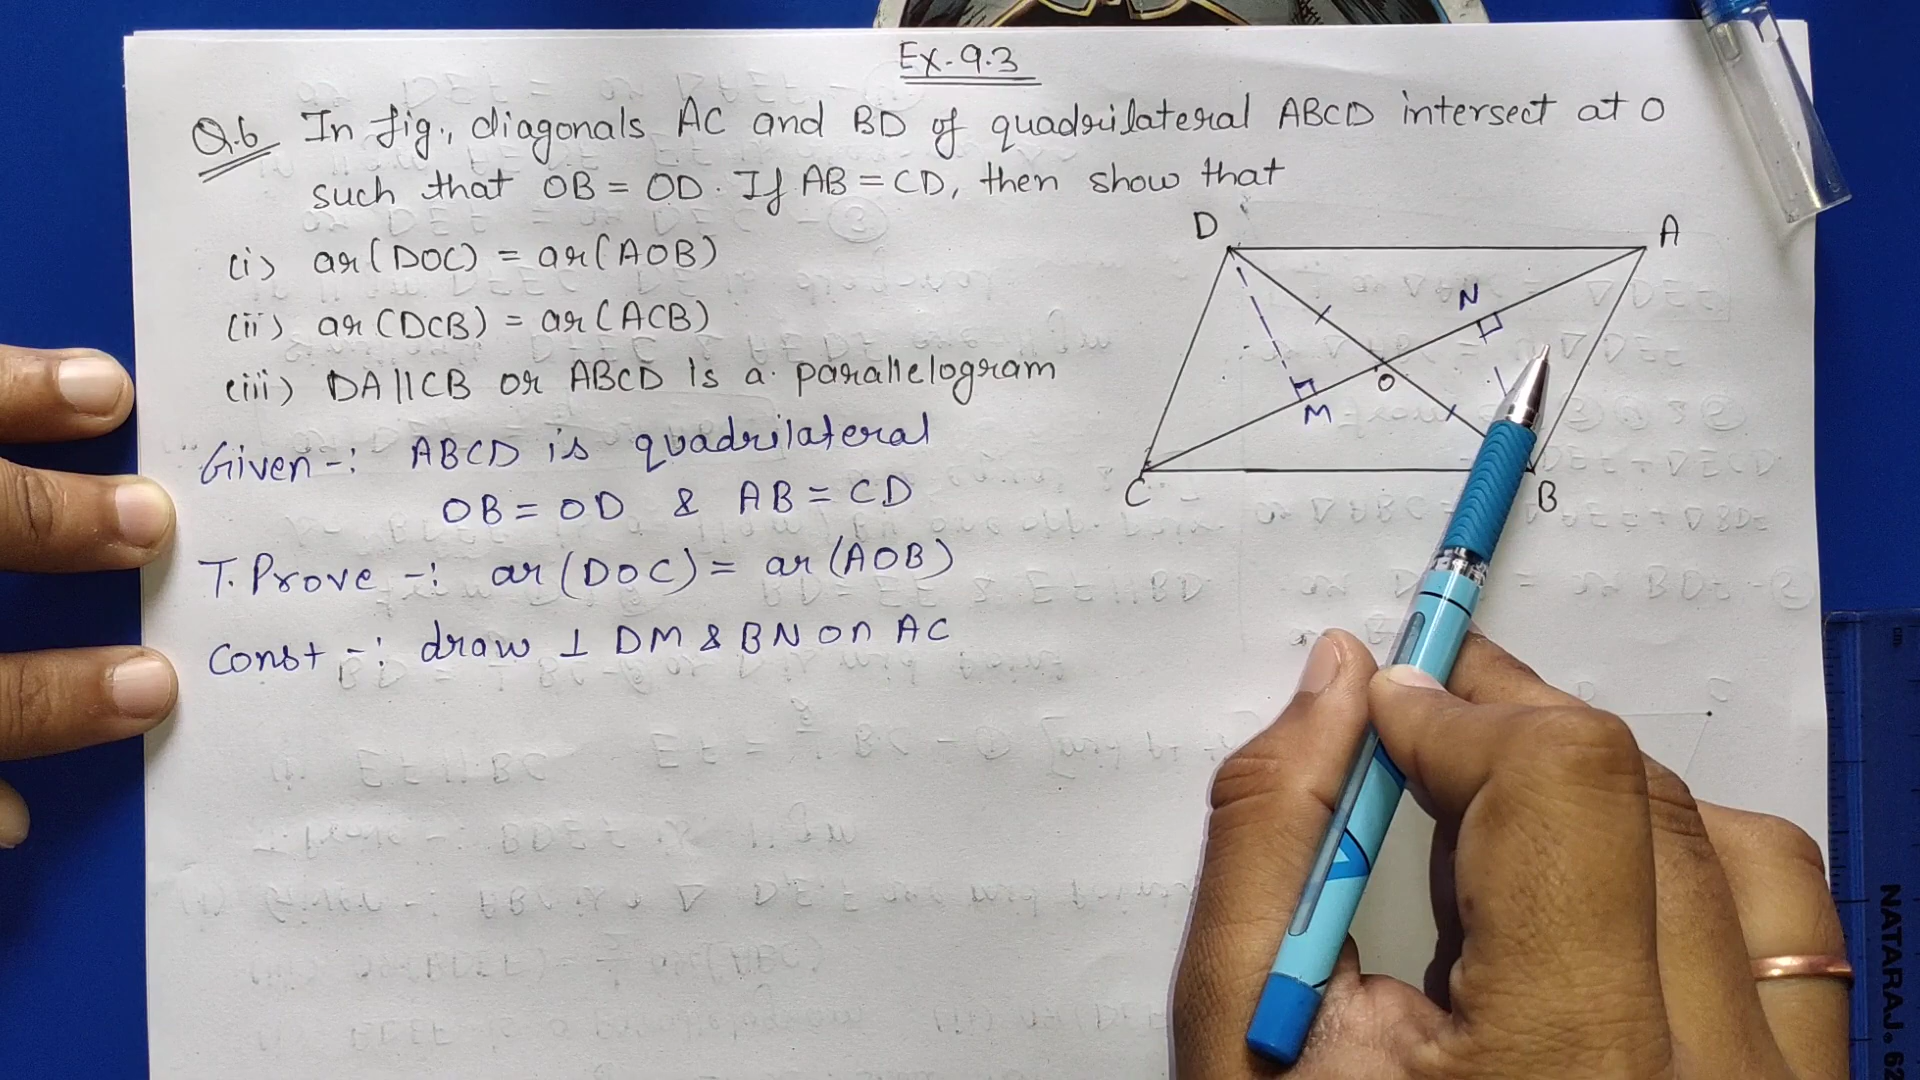 Ex-9.3
Q.6 In fig., diagonals AC and BD of quadrilateral ABCD intersect at O
such that OB = OD. If AB = CD, then show that
(i) ar(DOC) = ar(AOB)
(ii) ar(DCB) = ar(ACB)
(iii) DA||CB or ABCD is a parallelogram
Given -: ABCD is quadrilateral
OB = OD & AB = CD
T. Prove -: ar(DOC) = ar(AOB)
Const -: draw ⊥ DM & BN on AC
D
A
N
O
M
C
B
NATARAJ. 62